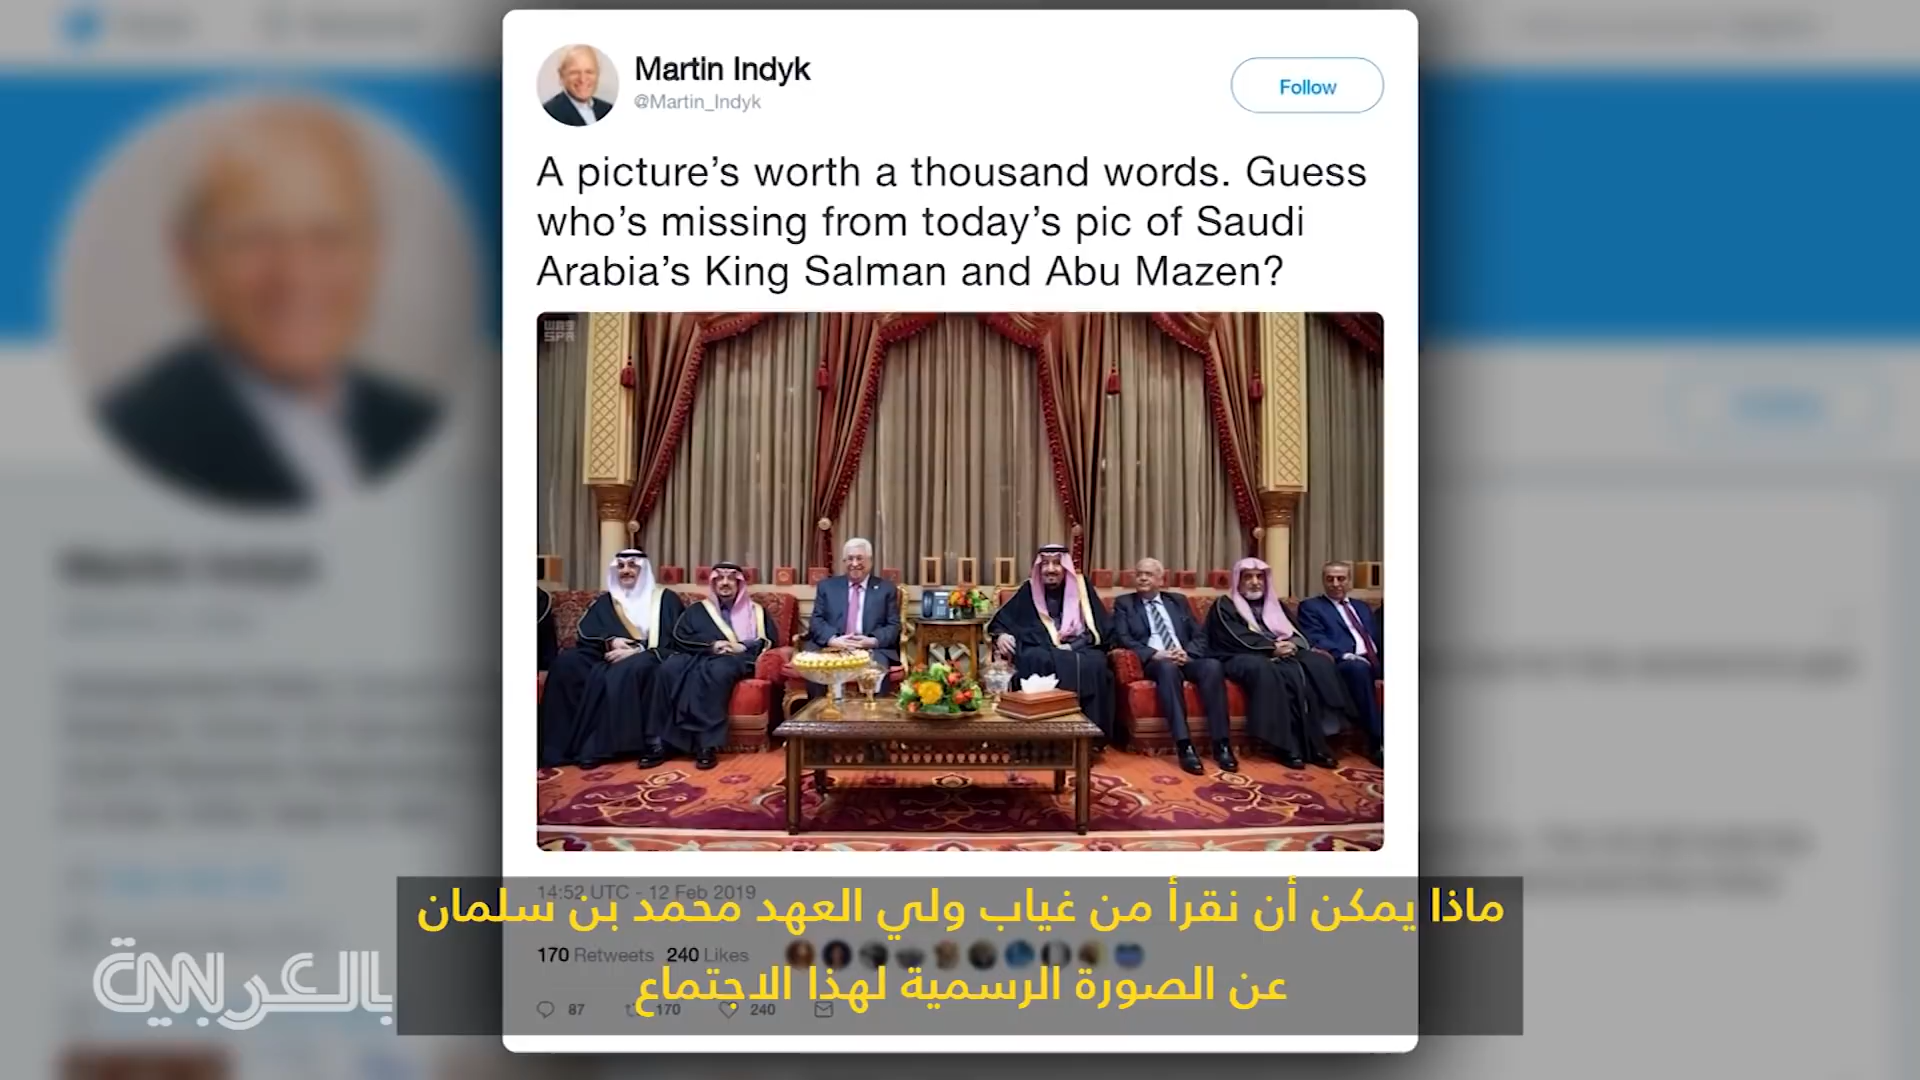 Martin Indyk
@Martin_Indyk
Follow
A picture’s worth a thousand words. Guess
who’s missing from today’s pic of Saudi
Arabia’s King Salman and Abu Mazen?
واس
SPA
14:52 UTC - 12 Feb 2019
ماذا يمكن أن نقرأ من غياب ولي العهد محمد بن سلمان
170 Retweets 240 Likes
عن الصورة الرسمية لهذا الاجتماع
87 170 240
CNN بالعربية